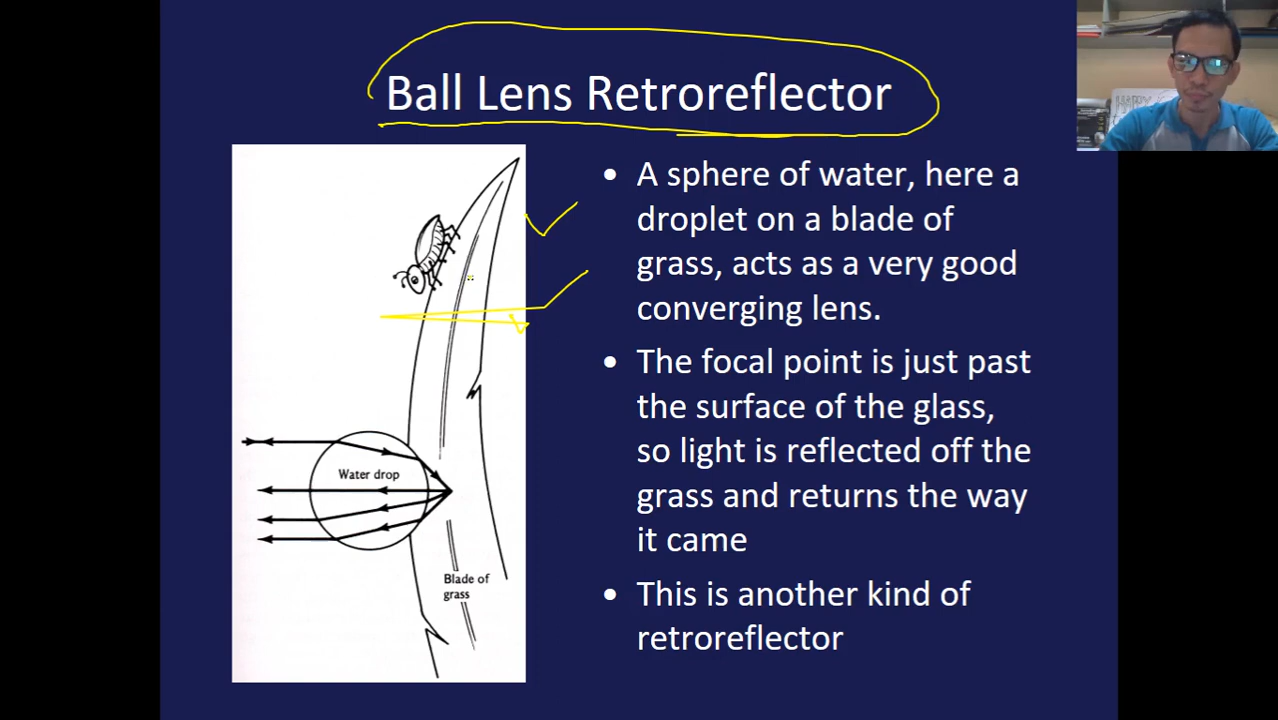 Ball Lens Retroreflector
• A sphere of water, here a
droplet on a blade of
grass, acts as a very good
converging lens.
• The focal point is just past
the surface of the glass,
so light is reflected off the
grass and returns the way
it came
• This is another kind of
retroreflector
Water drop
Blade of
grass